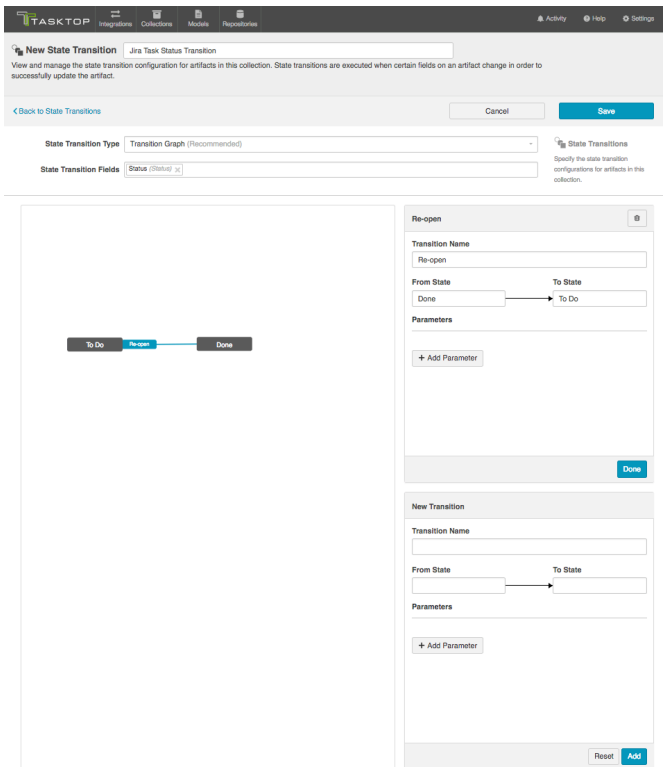 TASKTOP
Integrations
Collections
Models
Repositories
Activity
Help
Settings
New State Transition
Jira Task Status Transition
View and manage the state transition configuration for artifacts in this collection. State transitions are executed when certain fields on an artifact change in order to
successfully update the artifact.
Back to State Transitions
Cancel
Save
State Transition Type
Transition Graph (Recommended)
State Transition Fields
Status (Status)
State Transitions
Specify the state transition
configurations for artifacts in this
collection.
To Do
Re-open
Done
Re-open
Transition Name
Re-open
From State
To State
Done
To Do
Parameters
+ Add Parameter
Done
New Transition
Transition Name
From State
To State
Parameters
+ Add Parameter
Reset
Add